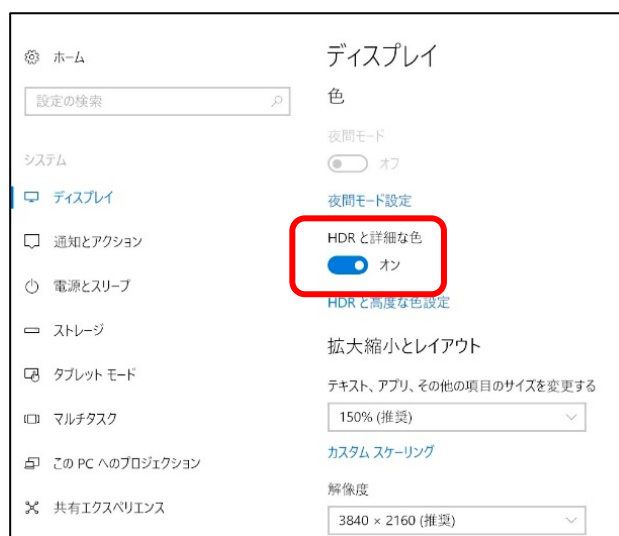 ホーム
設定の検索
システム
ディスプレイ
通知とアクション
電源とスリープ
ストレージ
タブレット モード
マルチタスク
この PC へのプロジェクション
共有エクスペリエンス
ディスプレイ
色
夜間モード
オフ
夜間モード設定
HDR と詳細な色
オン
HDR と高度な色設定
拡大縮小とレイアウト
テキスト、アプリ、その他の項目のサイズを変更する
150% (推奨)
カスタム スケーリング
解像度
3840 × 2160 (推奨)